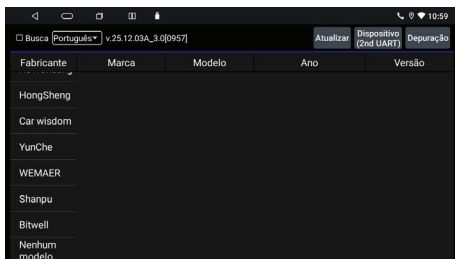 10:59
Busca Português v.25.12.03A_3.0[0957] Atualizar Dispositivo (2nd UART) Depuração
Fabricante Marca Modelo Ano Versão
HongSheng
Car wisdom
YunChe
WEMAER
Shanpu
Bitwell
Nenhum
modelo